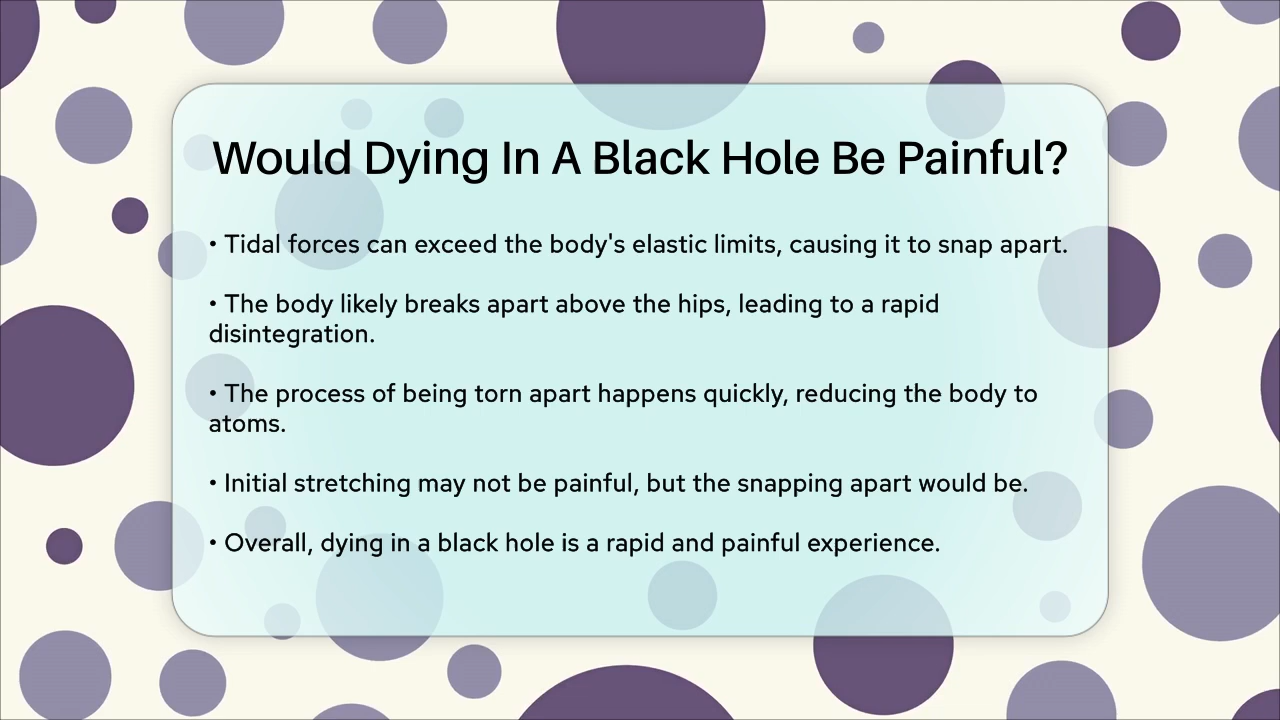 Would Dying In A Black Hole Be Painful?
• Tidal forces can exceed the body's elastic limits, causing it to snap apart.
• The body likely breaks apart above the hips, leading to a rapid
disintegration.
• The process of being torn apart happens quickly, reducing the body to
atoms.
• Initial stretching may not be painful, but the snapping apart would be.
• Overall, dying in a black hole is a rapid and painful experience.